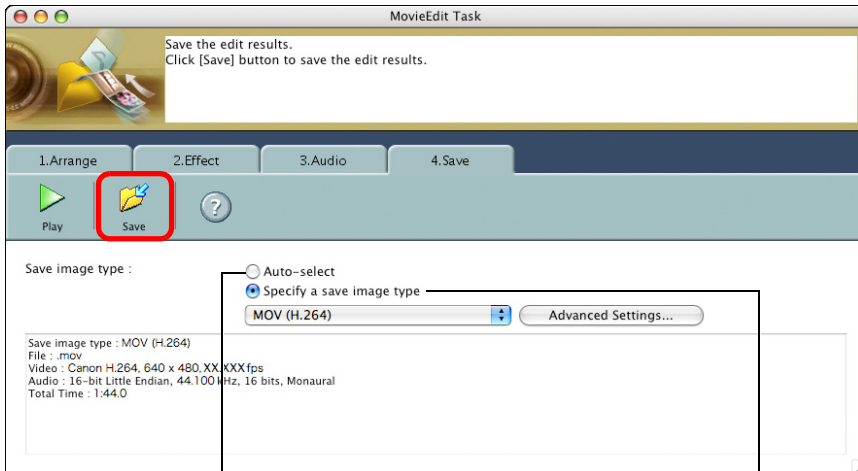 MovieEdit Task
Save the edit results.
Click [Save] button to save the edit results.
1.Arrange
2.Effect
3.Audio
4.Save
Play
Save
?
Save image type :
Auto-select
Specify a save image type
MOV (H.264)
Advanced Settings...
Save image type : MOV (H.264)
File : .mov
Video : Canon H.264, 640 x 480, XX.XXX fps
Audio : 16-bit Little Endian, 44.100 kHz, 16 bits, Monaural
Total Time : 1:44.0